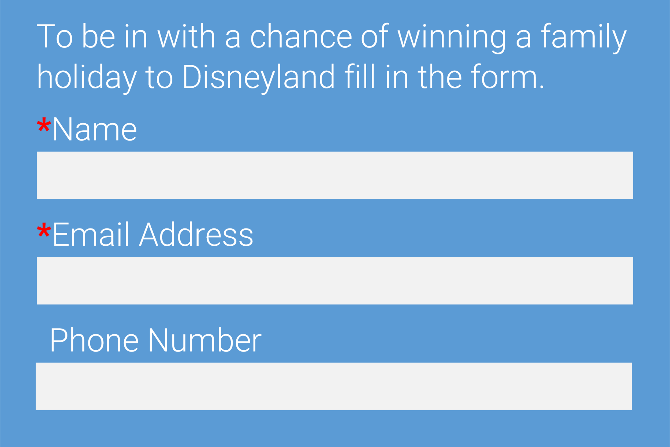 To be in with a chance of winning a family
holiday to Disneyland fill in the form.
*Name
*Email Address
Phone Number